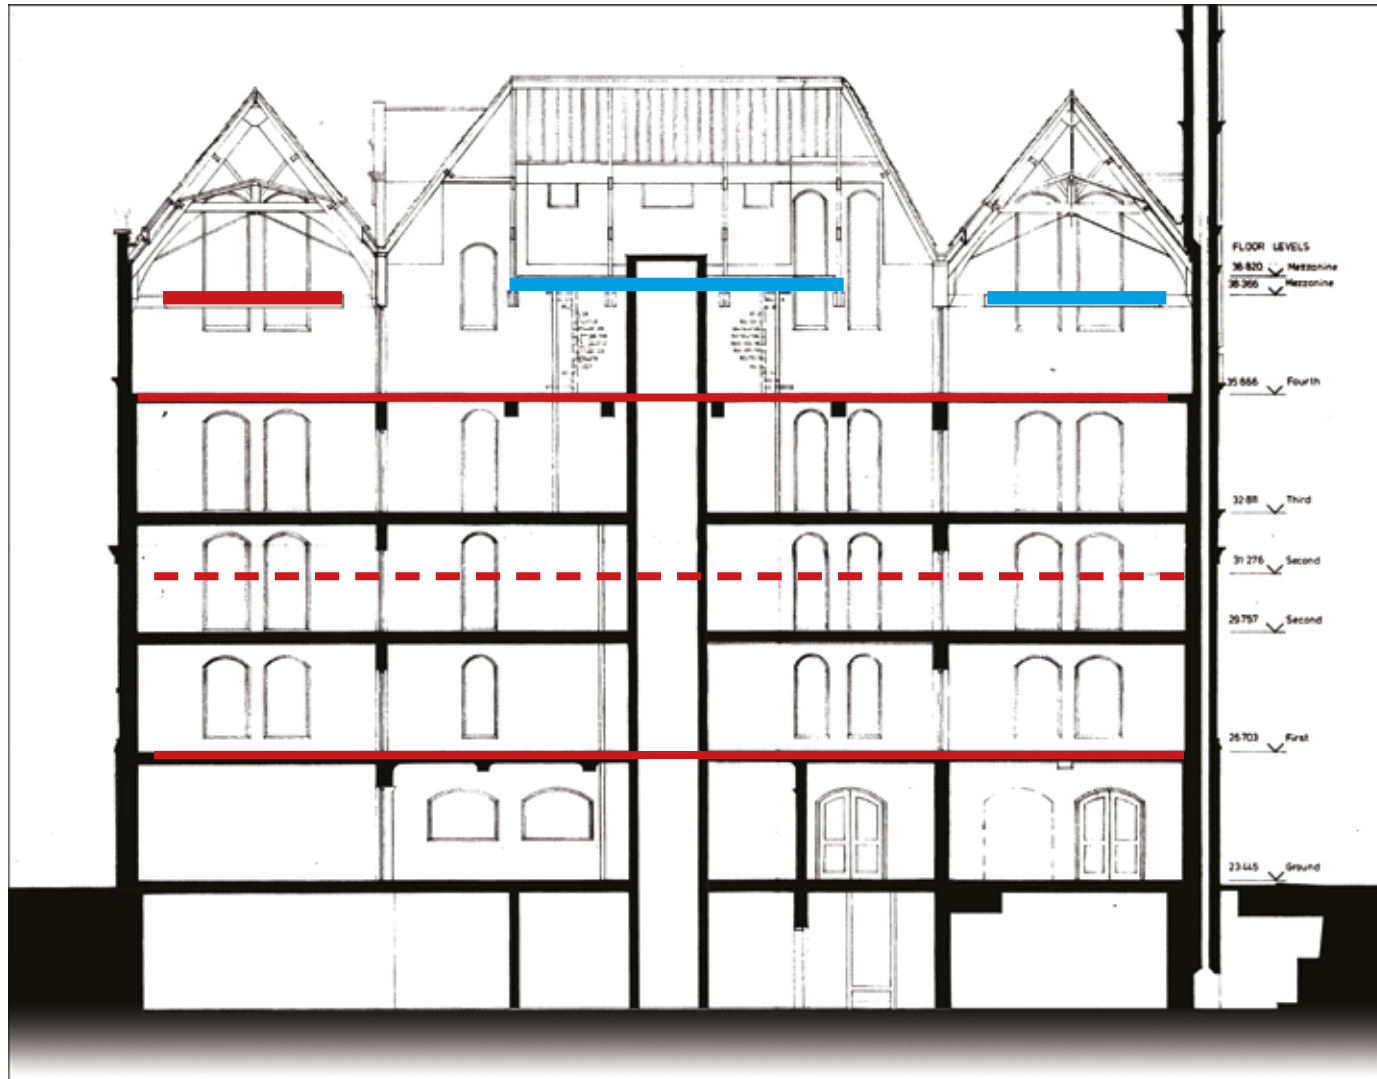 FLOOR LEVELS
38·820 Mezzanine
38·366 Mezzanine
35·666 Fourth
32·811 Third
31·276 Second
29·757 Second
26·703 First
23·445 Ground